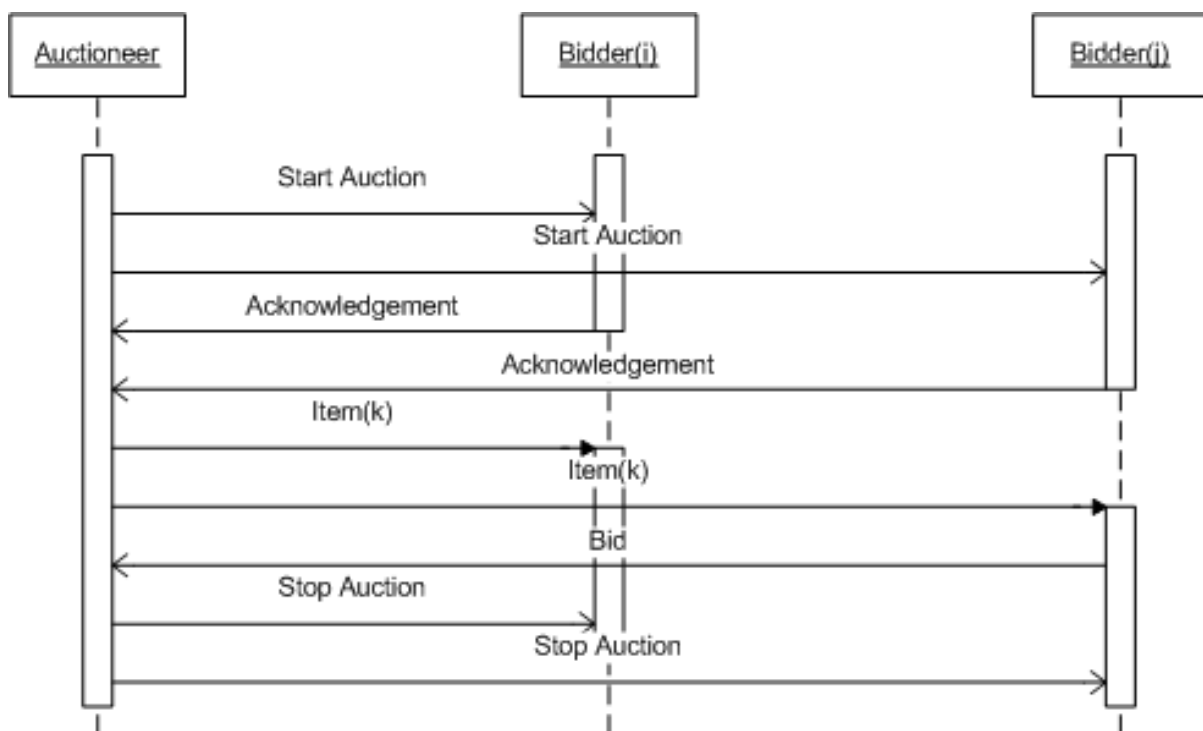 Auctioneer
Bidder(i)
Bidder(j)
Start Auction
Start Auction
Acknowledgement
Acknowledgement
Item(k)
Item(k)
Bid
Stop Auction
Stop Auction